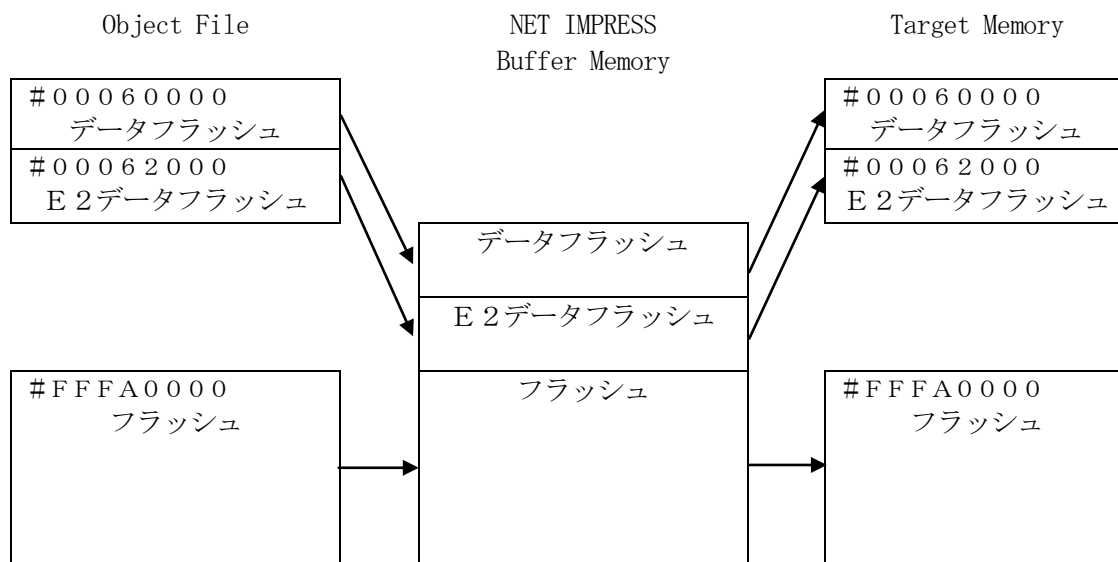 Object File
NET IMPRESS
Buffer Memory
Target Memory
#00060000
データフラッシュ
#00062000
E2データフラッシュ
#FFFA0000
フラッシュ
データフラッシュ
E2データフラッシュ
フラッシュ
#00060000
データフラッシュ
#00062000
E2データフラッシュ
#FFFA0000
フラッシュ